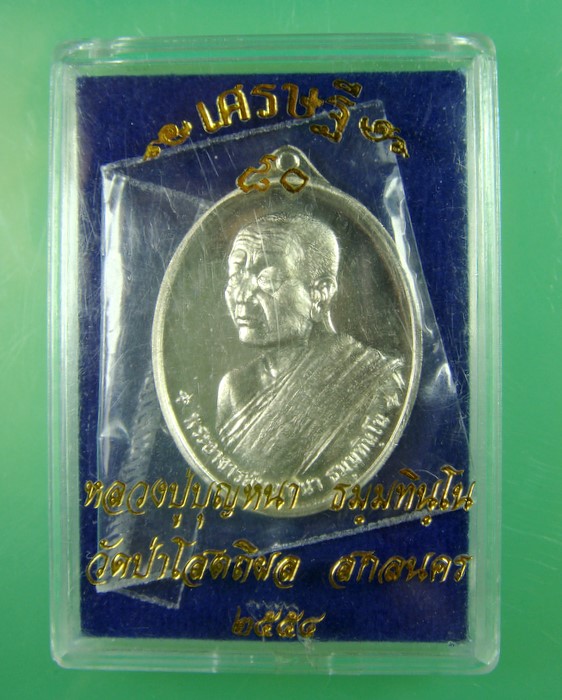 เศรษฐี
๘๐
พระอาจารย์ หนา ธมฺมทินฺโน
หลวงปู่บุญหนา ธมฺมทินฺโน
วัดป่าโสตถิผล สกลนคร
๒๕๕๔